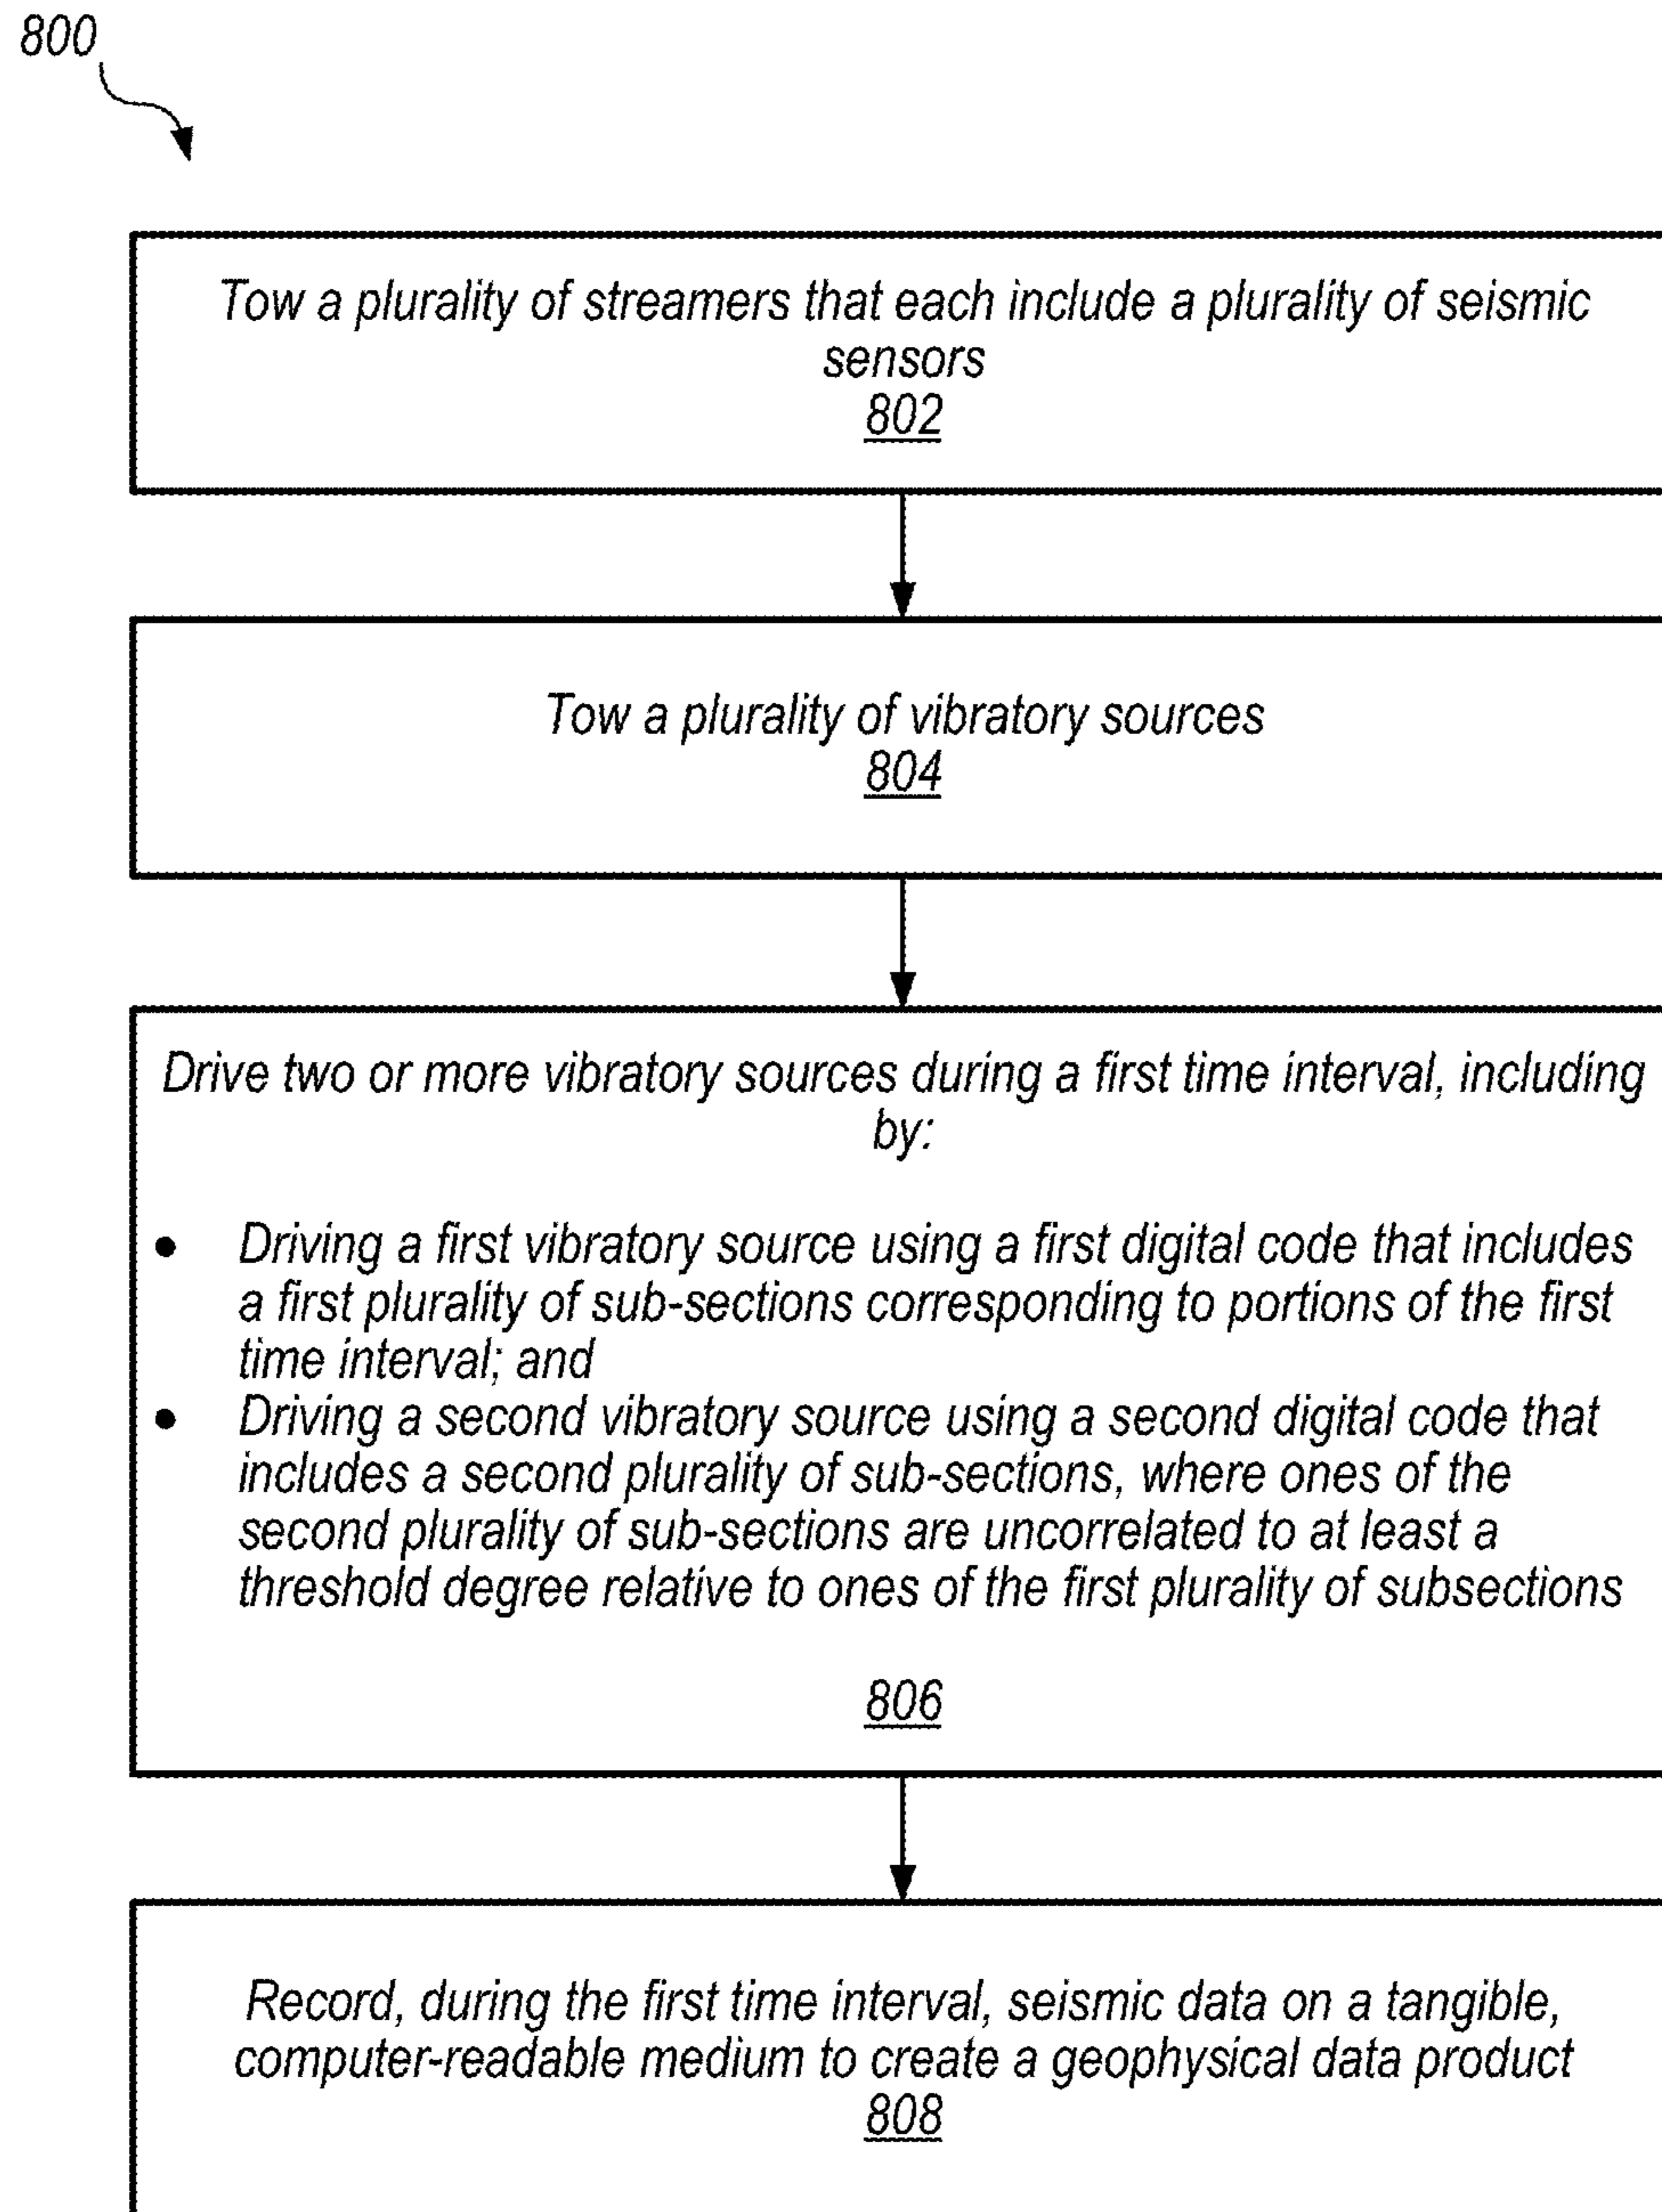 800
Tow a plurality of streamers that each include a plurality of seismic
sensors
802
Tow a plurality of vibratory sources
804
Drive two or more vibratory sources during a first time interval, including
by:
• Driving a first vibratory source using a first digital code that includes
a first plurality of sub-sections corresponding to portions of the first
time interval; and
• Driving a second vibratory source using a second digital code that
includes a second plurality of sub-sections, where ones of the
second plurality of sub-sections are uncorrelated to at least a
threshold degree relative to ones of the first plurality of subsections
806
Record, during the first time interval, seismic data on a tangible,
computer-readable medium to create a geophysical data product
808